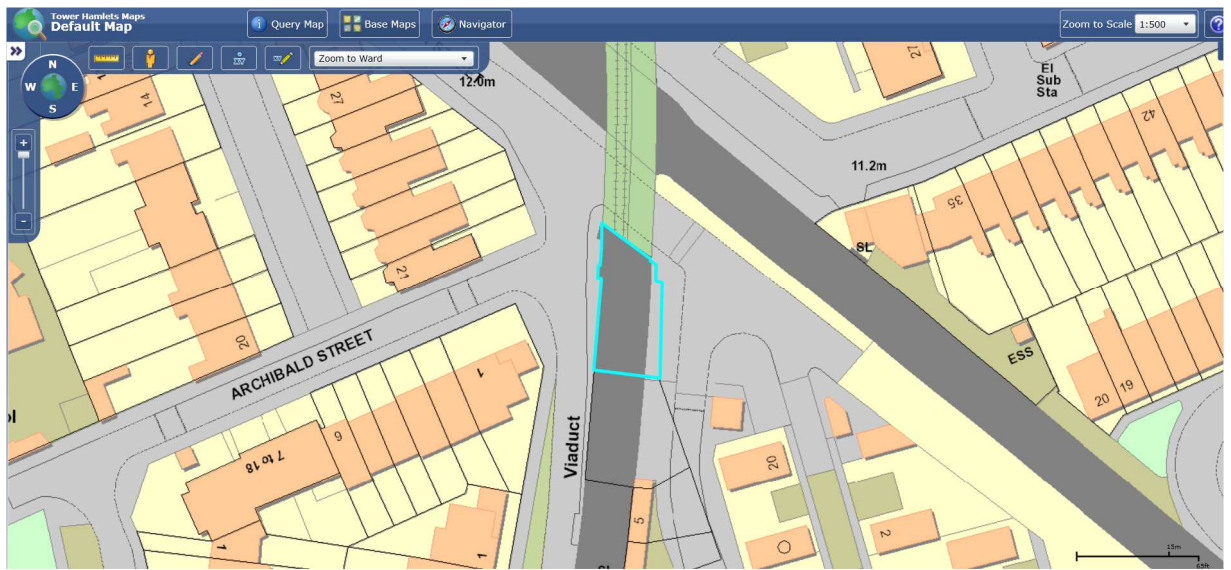 Tower Hamlets Maps
Default Map
Query Map
Base Maps
Navigator
Zoom to Scale 1:500
Zoom to Ward
N
W E
S
12.0m
27
El
Sub
Sta
14
27
42
11.2m
35
SL
21
20
ARCHIBALD STREET
ESS
1
20 19
6
7 to 18
Viaduct
20
5
2
1
1
15m